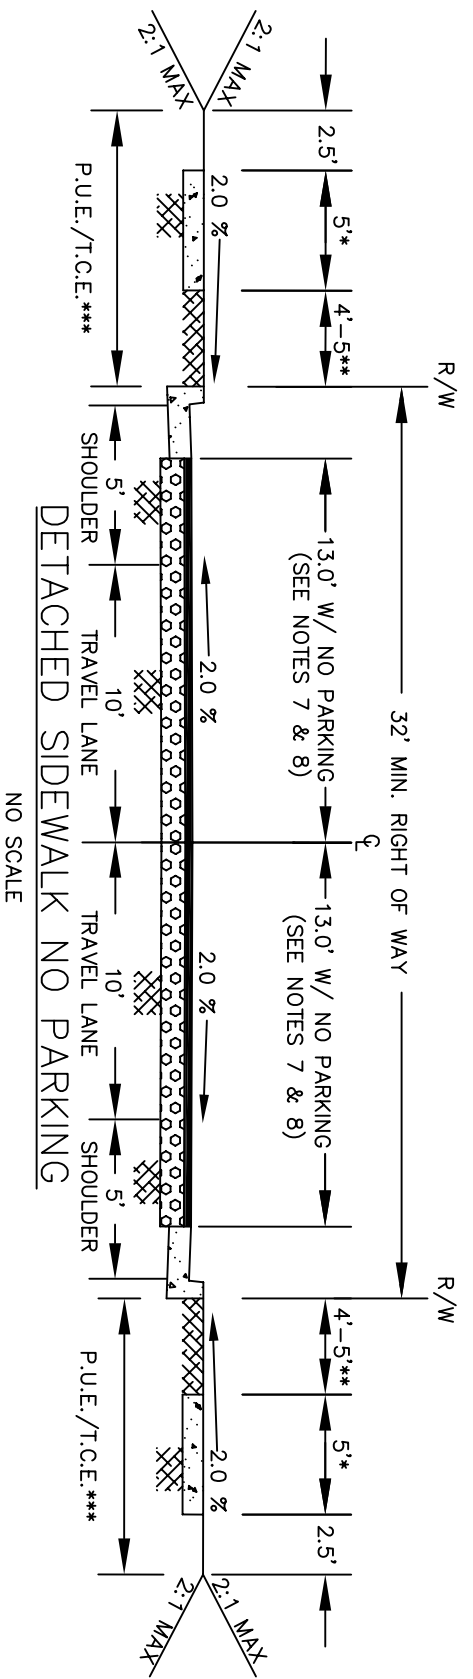 R/W
32' MIN. RIGHT OF WAY
R/W
2.5'
5'*
4'-5'**
13.0' W/ NO PARKING
(SEE NOTES 7 & 8)
℄
13.0' W/ NO PARKING
(SEE NOTES 7 & 8)
4'-5'**
5'*
2.5'
2:1 MAX
2:1 MAX
2.0 %
2.0 %
2.0 %
2.0 %
2:1 MAX
2:1 MAX
P.U.E./T.C.E.***
5'
SHOULDER
10'
TRAVEL LANE
10'
TRAVEL LANE
5'
SHOULDER
P.U.E./T.C.E.***
DETACHED SIDEWALK NO PARKING
NO SCALE